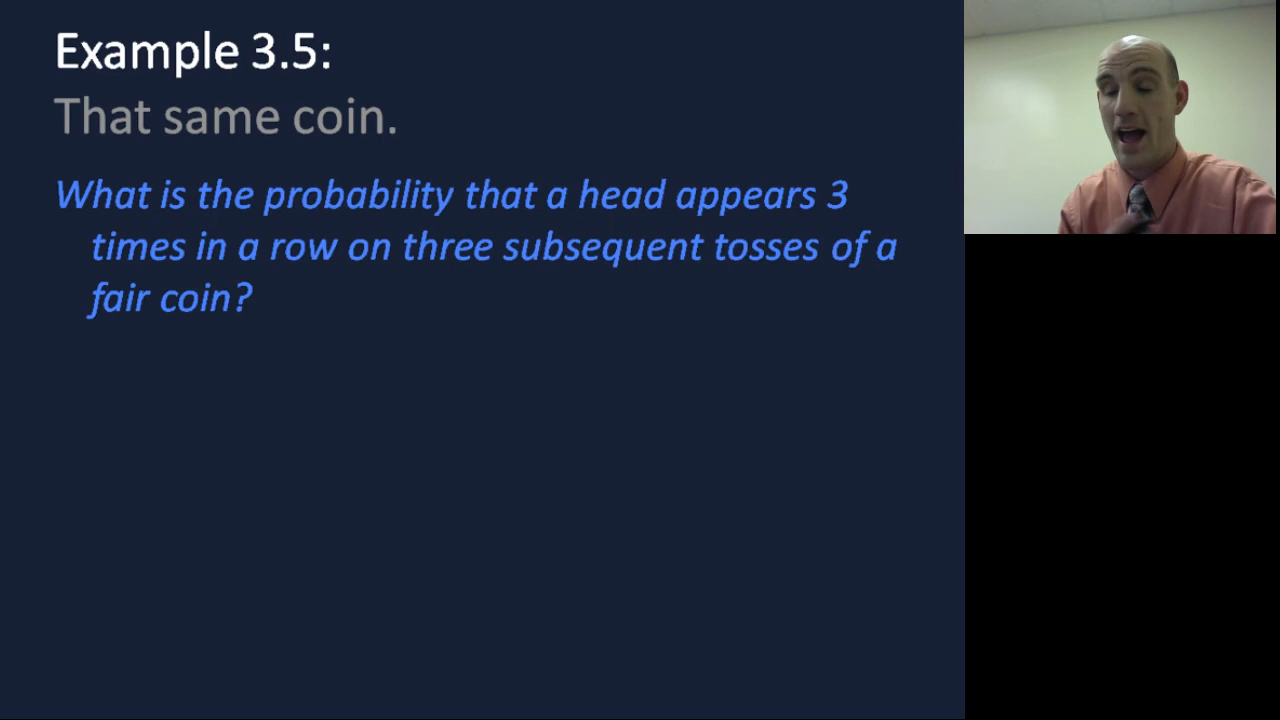 Example 3.5:
That same coin.
What is the probability that a head appears 3
times in a row on three subsequent tosses of a
fair coin?